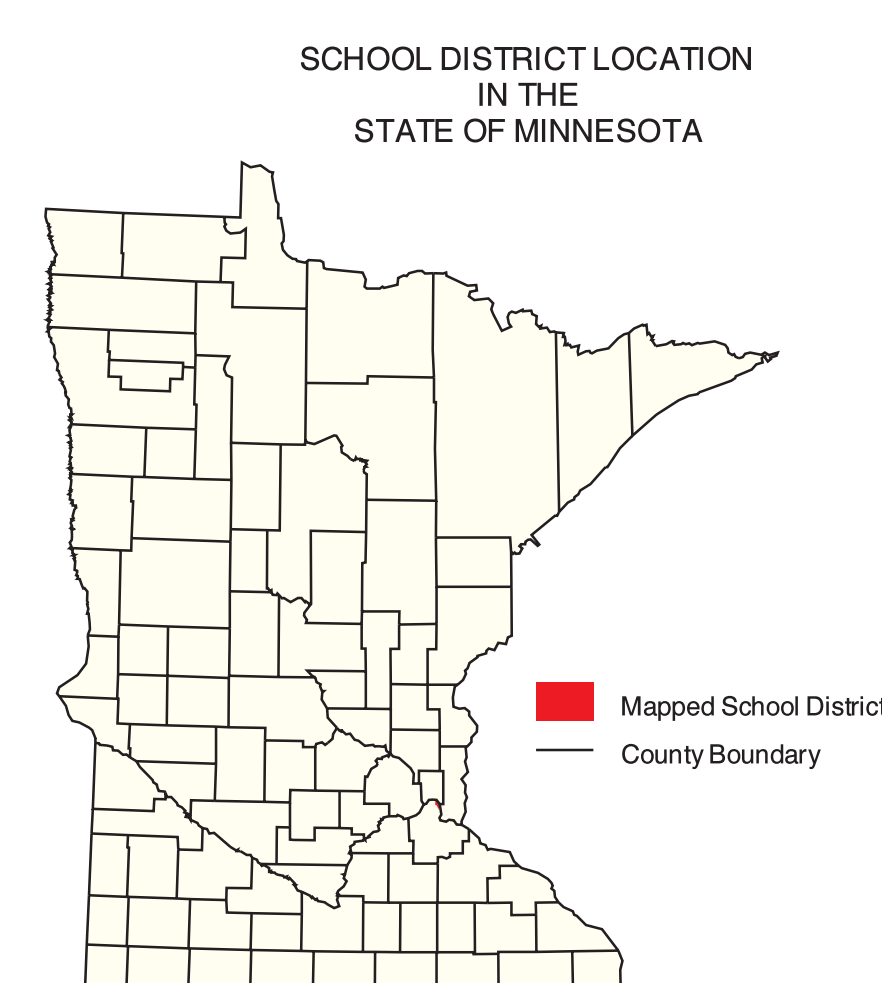 SCHOOL DISTRICT LOCATION
IN THE
STATE OF MINNESOTA
Mapped School District
County Boundary